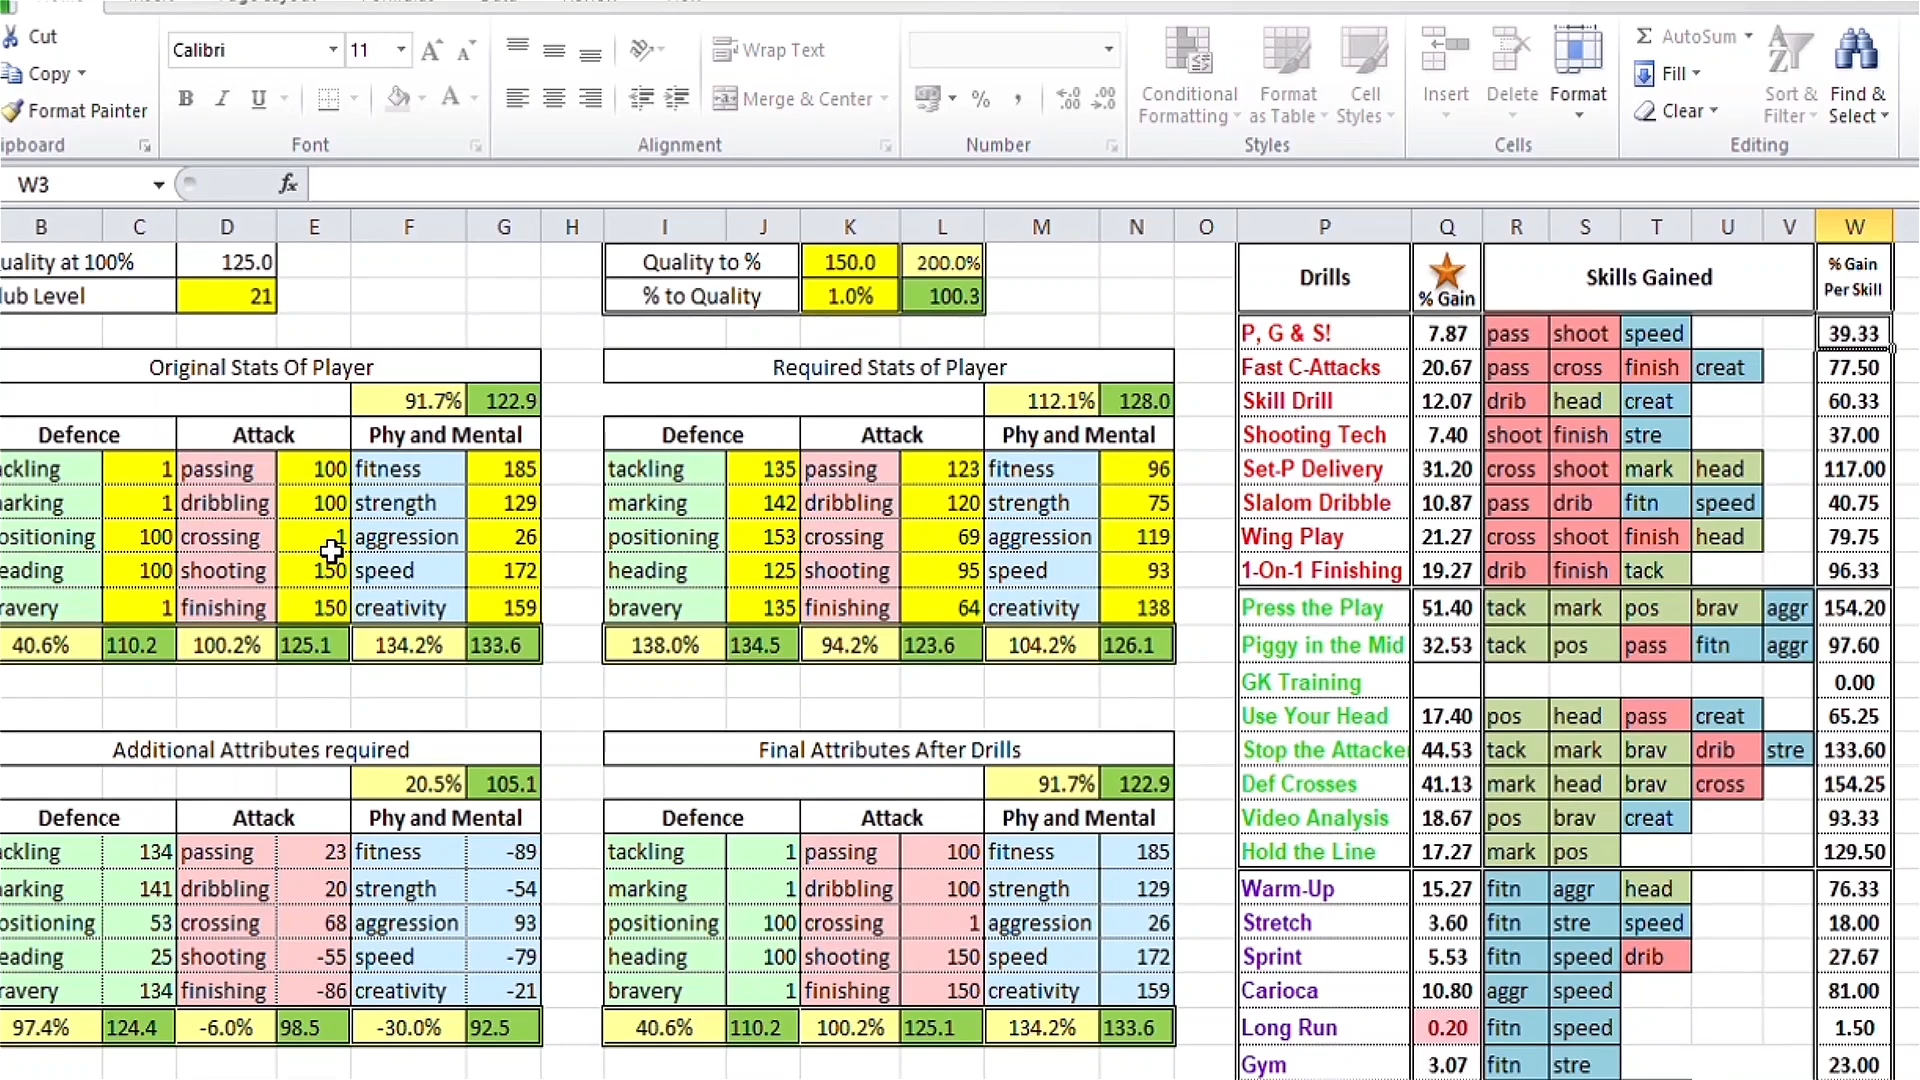 Cut
Calibri 11 A A Wrap Text AutoSum
Copy Fill
Format Painter B I U A Merge & Center % , Conditional Formatting Format as Table Cell Styles Insert Delete Format Clear Sort & Filter Find & Select
ipboard Font Alignment Number Styles Cells Editing
W3 fx
B C D E F G H I J K L M N O P Q R S T U V W
uality at 100% 125.0 Quality to % 150.0 200.0% Drills % Gain Skills Gained % Gain Per Skill
lub Level 21 % to Quality 1.0% 100.3
P, G & S! 7.87 pass shoot speed 39.33
Original Stats Of Player Required Stats of Player Fast C-Attacks 20.67 pass cross finish creat 77.50
91.7% 122.9 112.1% 128.0 Skill Drill 12.07 drib head creat 60.33
Defence Attack Phy and Mental Defence Attack Phy and Mental Shooting Tech 7.40 shoot finish stre 37.00
ackling 1 passing 100 fitness 185 tackling 135 passing 123 fitness 96 Set-P Delivery 31.20 cross shoot mark head 117.00
arking 1 dribbling 100 strength 129 marking 142 dribbling 120 strength 75 Slalom Dribble 10.87 pass drib fitn speed 40.75
ositioning 100 crossing 1 aggression 26 positioning 153 crossing 69 aggression 119 Wing Play 21.27 cross shoot finish head 79.75
eading 100 shooting 150 speed 172 heading 125 shooting 95 speed 93 1-On-1 Finishing 19.27 drib finish tack 96.33
ravery 1 finishing 150 creativity 159 bravery 135 finishing 64 creativity 138 Press the Play 51.40 tack mark pos brav aggr 154.20
40.6% 110.2 100.2% 125.1 134.2% 133.6 138.0% 134.5 94.2% 123.6 104.2% 126.1 Piggy in the Mid 32.53 tack pos pass fitn aggr 97.60
GK Training 0.00
Use Your Head 17.40 pos head pass creat 65.25
Additional Attributes required Final Attributes After Drills Stop the Attacker 44.53 tack mark brav drib stre 133.60
20.5% 105.1 91.7% 122.9 Def Crosses 41.13 mark head brav cross 154.25
Defence Attack Phy and Mental Defence Attack Phy and Mental Video Analysis 18.67 pos brav creat 93.33
ackling 134 passing 23 fitness -89 tackling 1 passing 100 fitness 185 Hold the Line 17.27 mark pos 129.50
arking 141 dribbling 20 strength -54 marking 1 dribbling 100 strength 129 Warm-Up 15.27 fitn aggr head 76.33
ositioning 53 crossing 68 aggression 93 positioning 100 crossing 1 aggression 26 Stretch 3.60 fitn stre speed 18.00
eading 25 shooting -55 speed -79 heading 100 shooting 150 speed 172 Sprint 5.53 fitn speed drib 27.67
ravery 134 finishing -86 creativity -21 bravery 1 finishing 150 creativity 159 Carioca 10.80 aggr speed 81.00
97.4% 124.4 -6.0% 98.5 -30.0% 92.5 40.6% 110.2 100.2% 125.1 134.2% 133.6 Long Run 0.20 fitn speed 1.50
Gym 3.07 fitn stre 23.00